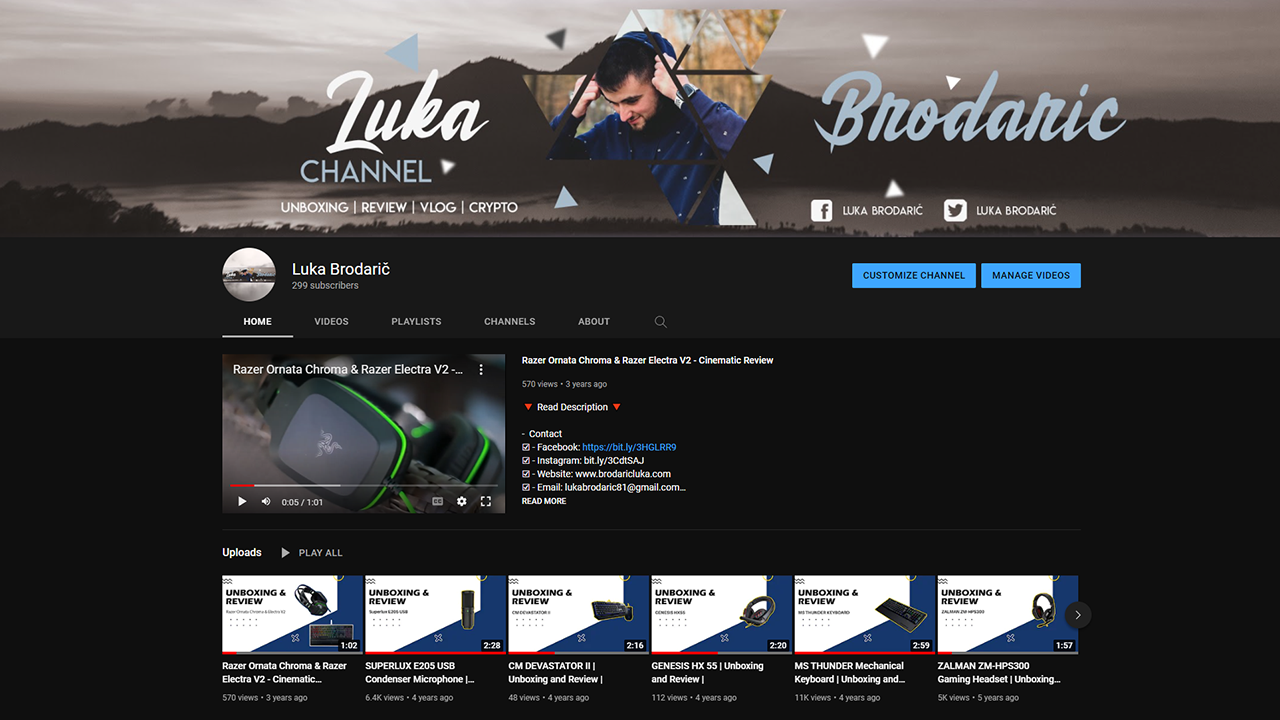 Luka
CHANNEL
UNBOXING | REVIEW | VLOG | CRYPTO
Brodaric
LUKA BRODARIĆ
LUKA BRODARIĆ
Luka Brodarič
299 subscribers
CUSTOMIZE CHANNEL
MANAGE VIDEOS
HOME
VIDEOS
PLAYLISTS
CHANNELS
ABOUT
Razer Ornata Chroma & Razer Electra V2 -...
0:05 / 1:01
CC
Razer Ornata Chroma & Razer Electra V2 - Cinematic Review
570 views • 3 years ago
🔻 Read Description 🔻
- Contact
☑ - Facebook: https://bit.ly/3HGLRR9
☑ - Instagram: bit.ly/3CdtSAJ
☑ - Website: www.brodaricluka.com
☑ - Email: lukabrodaric81@gmail.com...
READ MORE
Uploads
PLAY ALL
UNBOXING &
REVIEW
Razer Ornata Chroma & Electra V2
1:02
Razer Ornata Chroma & Razer
Electra V2 - Cinematic...
570 views • 3 years ago
UNBOXING &
REVIEW
Superlux E205 USB
2:28
SUPERLUX E205 USB
Condenser Microphone |...
6.4K views • 4 years ago
UNBOXING &
REVIEW
CM DEVASTATOR II
2:16
CM DEVASTATOR II |
Unboxing and Review |
48 views • 4 years ago
UNBOXING &
REVIEW
GENESIS HX55
2:20
GENESIS HX 55 | Unboxing
and Review |
112 views • 4 years ago
UNBOXING &
REVIEW
MS THUNDER KEYBOARD
2:59
MS THUNDER Mechanical
Keyboard | Unboxing and...
11K views • 4 years ago
UNBOXING &
REVIEW
ZALMAN ZM-HPS300
1:57
ZALMAN ZM-HPS300
Gaming Headset | Unboxing...
5K views • 5 years ago